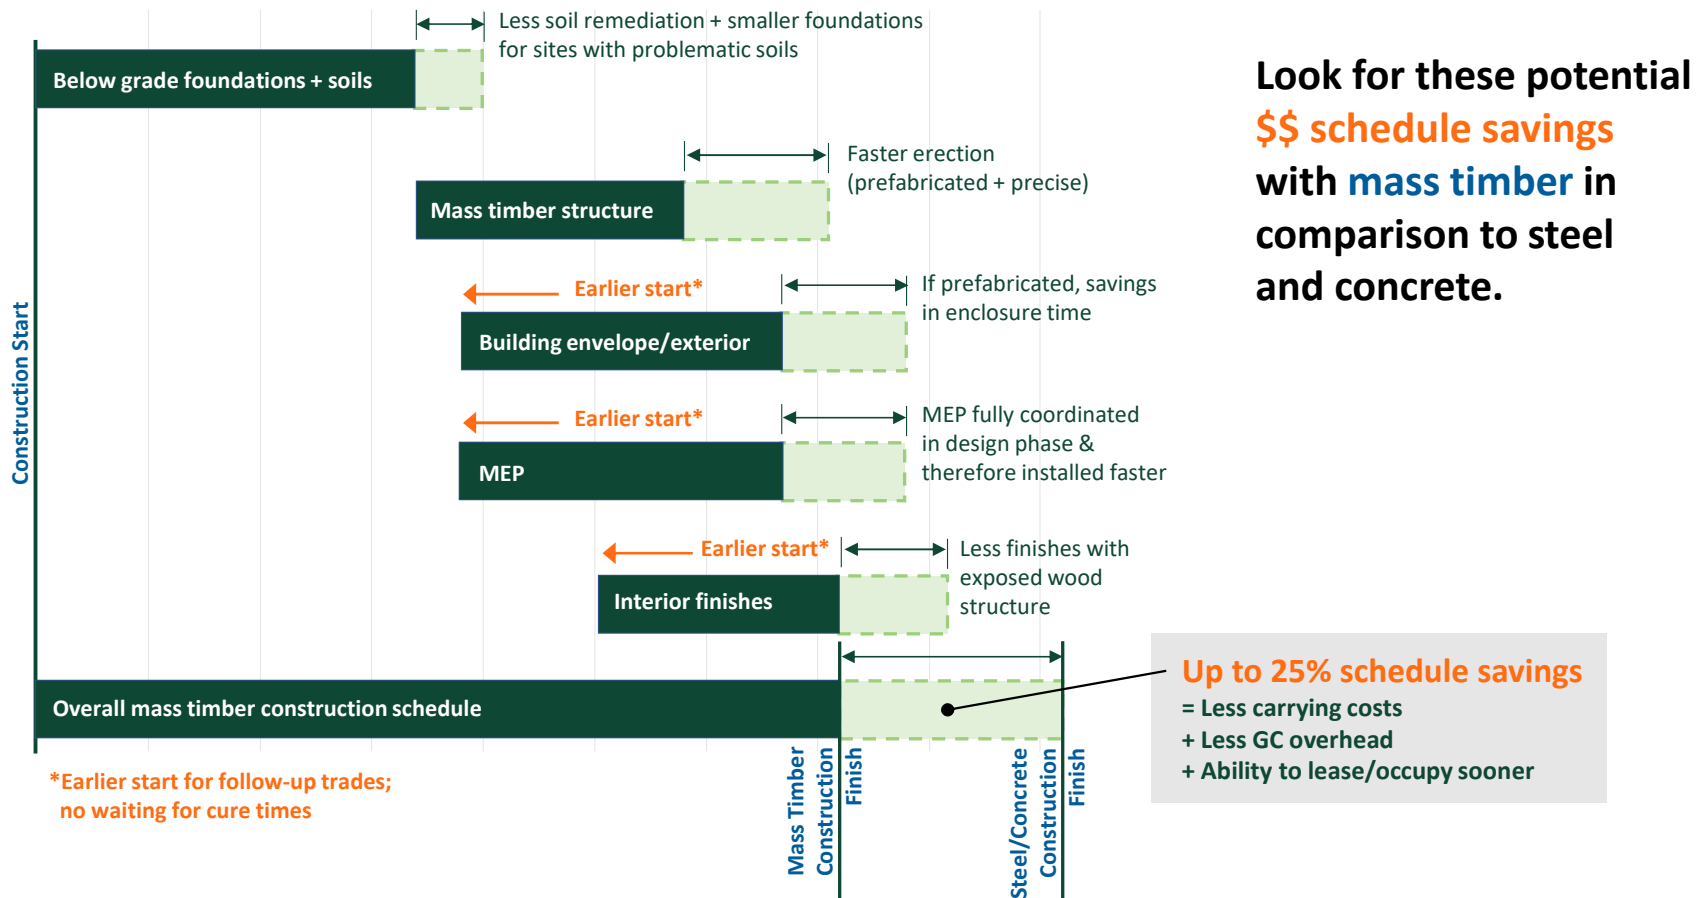 Less soil remediation + smaller foundations
for sites with problematic soils
Below grade foundations + soils
Look for these potential
$$ schedule savings
with mass timber in
comparison to steel
and concrete.
Faster erection
(prefabricated + precise)
Mass timber structure
Earlier start*
If prefabricated, savings
in enclosure time
Building envelope/exterior
Construction Start
Earlier start*
MEP fully coordinated
in design phase &
therefore installed faster
MEP
Earlier start*
Less finishes with
exposed wood
structure
Interior finishes
Overall mass timber construction schedule
Up to 25% schedule savings
= Less carrying costs
+ Less GC overhead
+ Ability to lease/occupy sooner
*Earlier start for follow-up trades;
no waiting for cure times
Mass Timber
Construction
Finish
Steel/Concrete
Construction
Finish